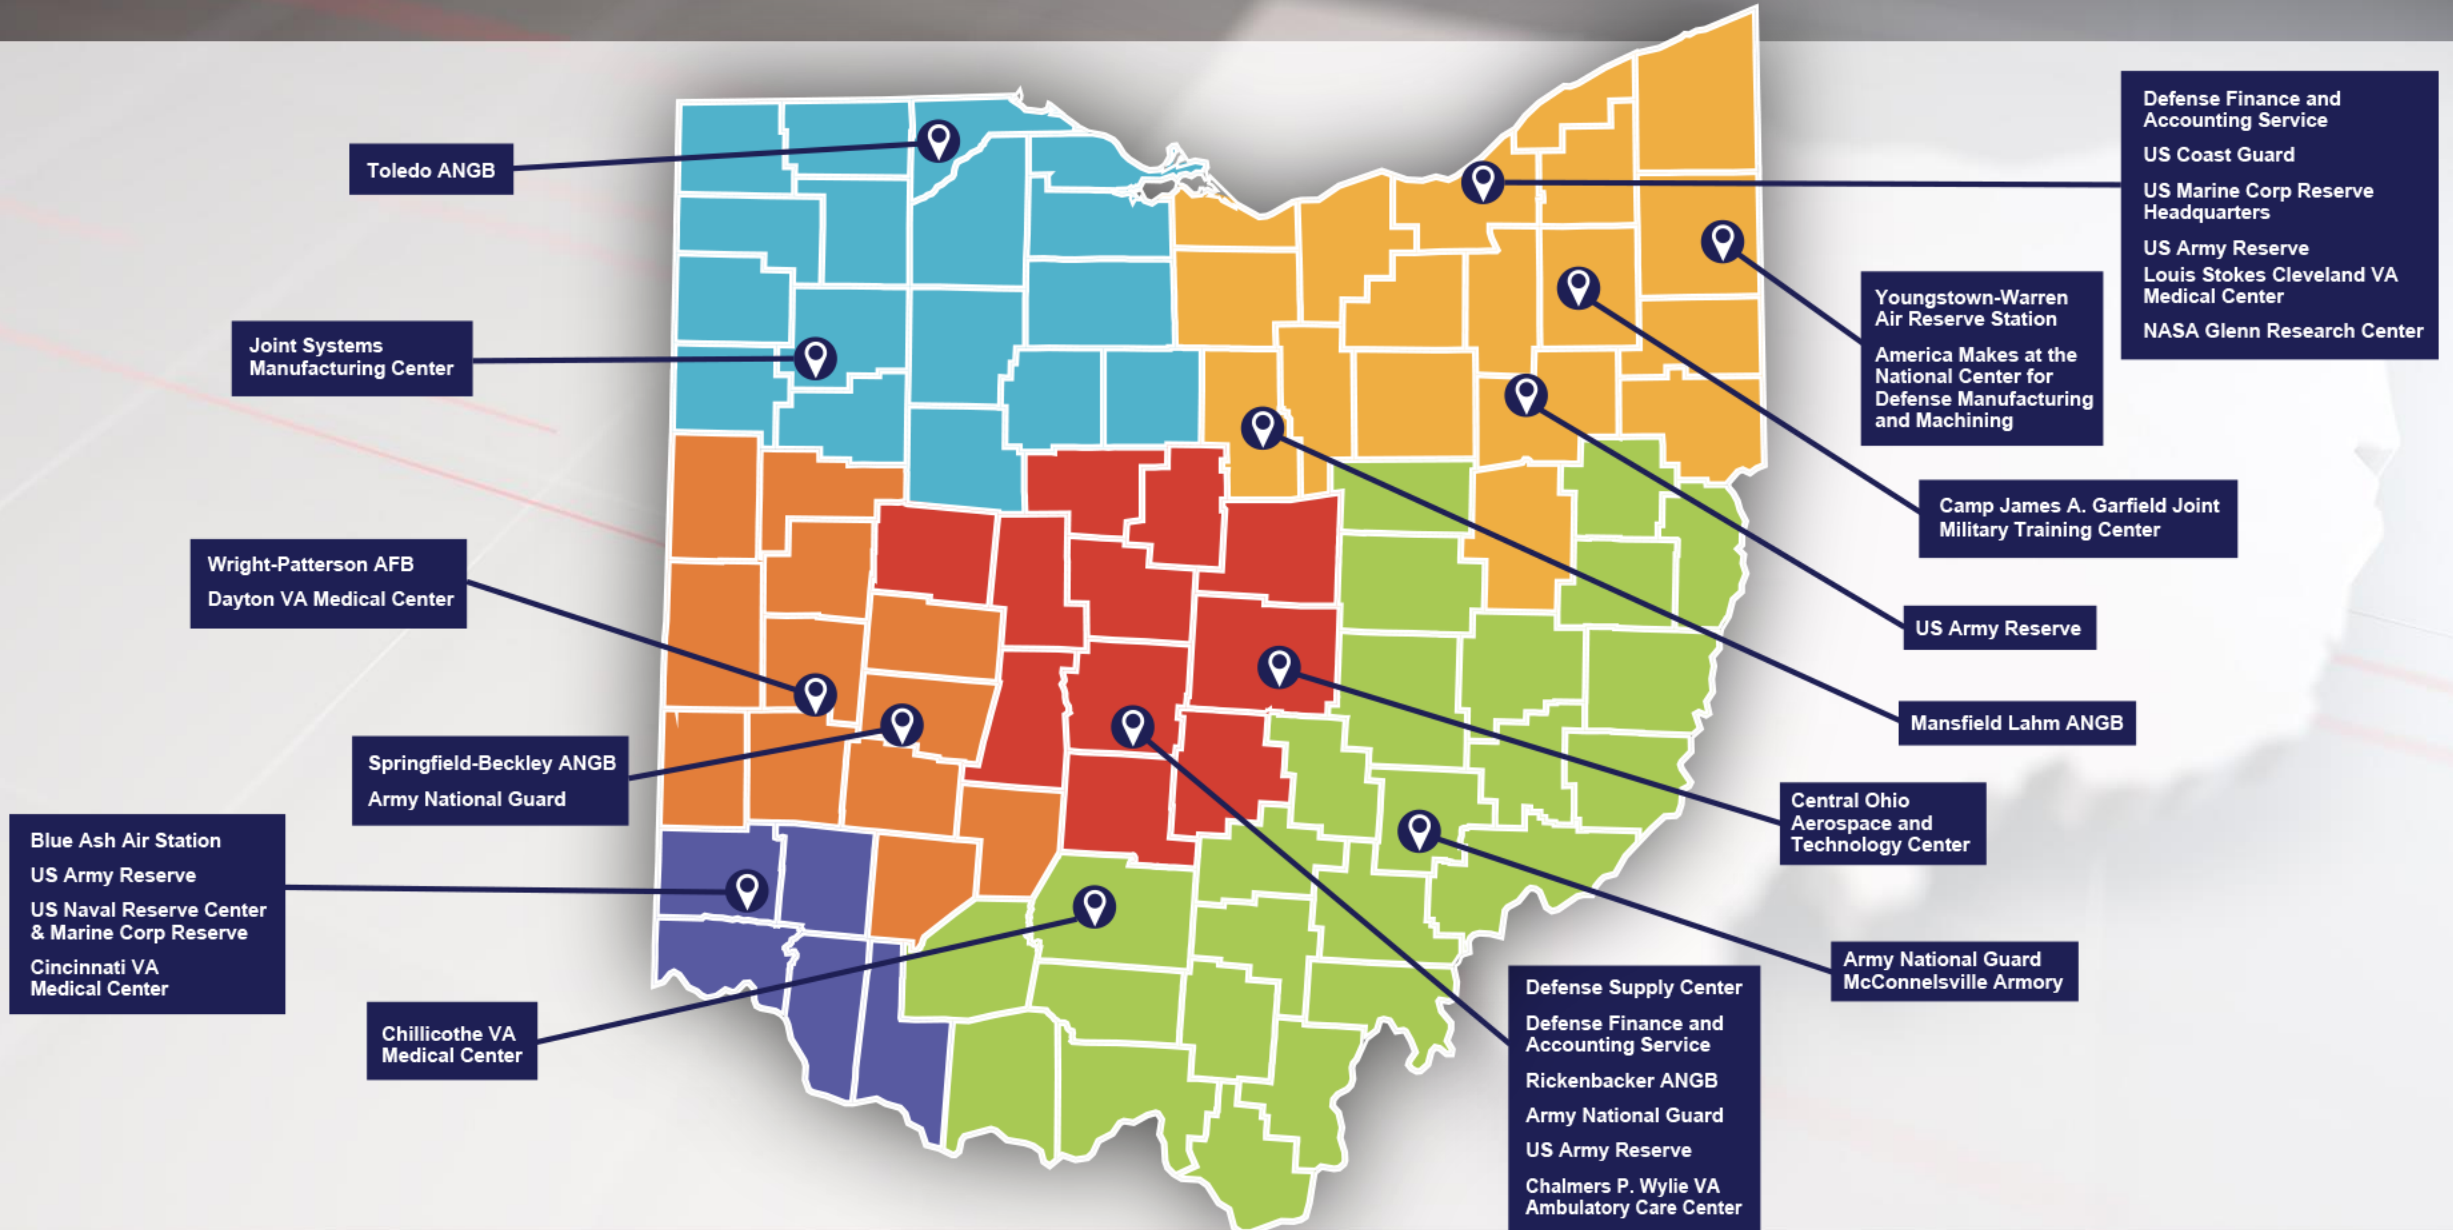 Toledo ANGB
Joint Systems
Manufacturing Center
Wright-Patterson AFB
Dayton VA Medical Center
Springfield-Beckley ANGB
Army National Guard
Blue Ash Air Station
US Army Reserve
US Naval Reserve Center
& Marine Corp Reserve
Cincinnati VA
Medical Center
Chillicothe VA
Medical Center
Defense Finance and
Accounting Service
US Coast Guard
US Marine Corp Reserve
Headquarters
US Army Reserve
Louis Stokes Cleveland VA
Medical Center
NASA Glenn Research Center
Youngstown-Warren
Air Reserve Station
America Makes at the
National Center for
Defense Manufacturing
and Machining
Camp James A. Garfield Joint
Military Training Center
US Army Reserve
Mansfield Lahm ANGB
Central Ohio
Aerospace and
Technology Center
Army National Guard
McConnelsville Armory
Defense Supply Center
Defense Finance and
Accounting Service
Rickenbacker ANGB
Army National Guard
US Army Reserve
Chalmers P. Wylie VA
Ambulatory Care Center